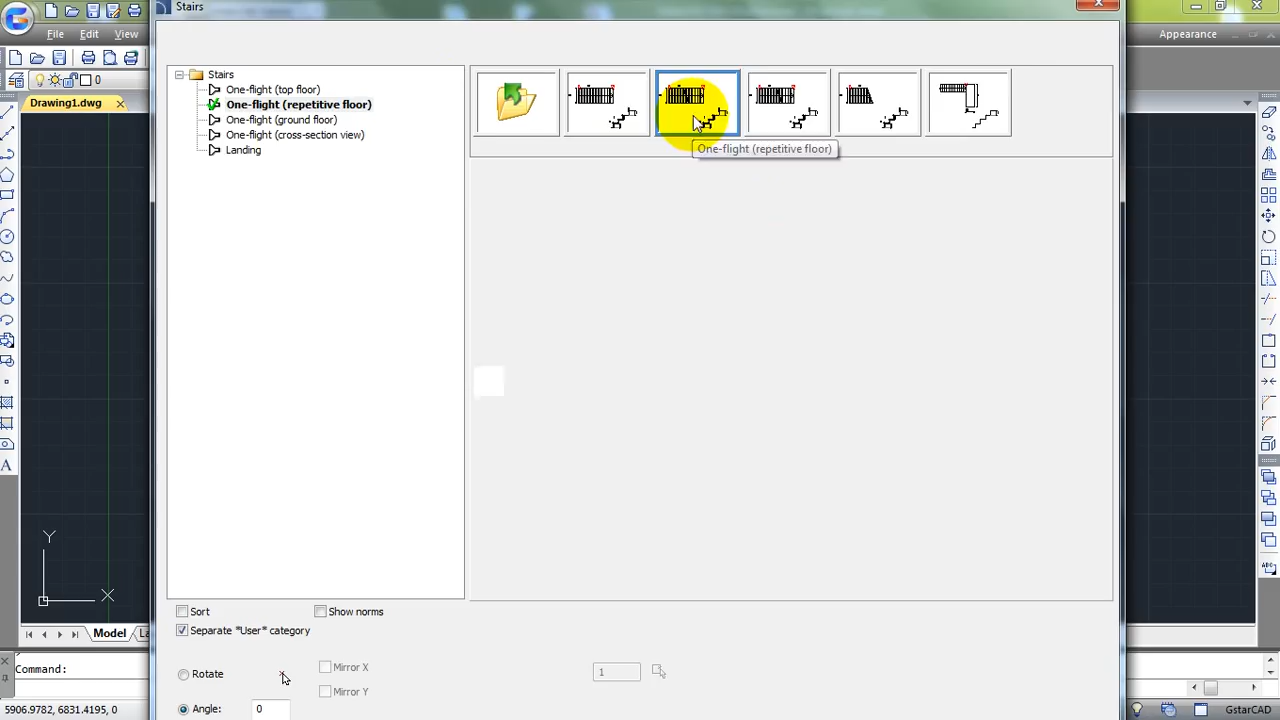 Stairs
File
Edit
View
Appearance
0
Drawing1.dwg
Stairs
One-flight (top floor)
One-flight (repetitive floor)
One-flight (ground floor)
One-flight (cross-section view)
Landing
One-flight (repetitive floor)
Y
X
Model
Sort
Show norms
Separate "User" category
Rotate
Mirror X
Mirror Y
1
Angle:
0
Command:
5906.9782, 6831.4195, 0
GstarCAD